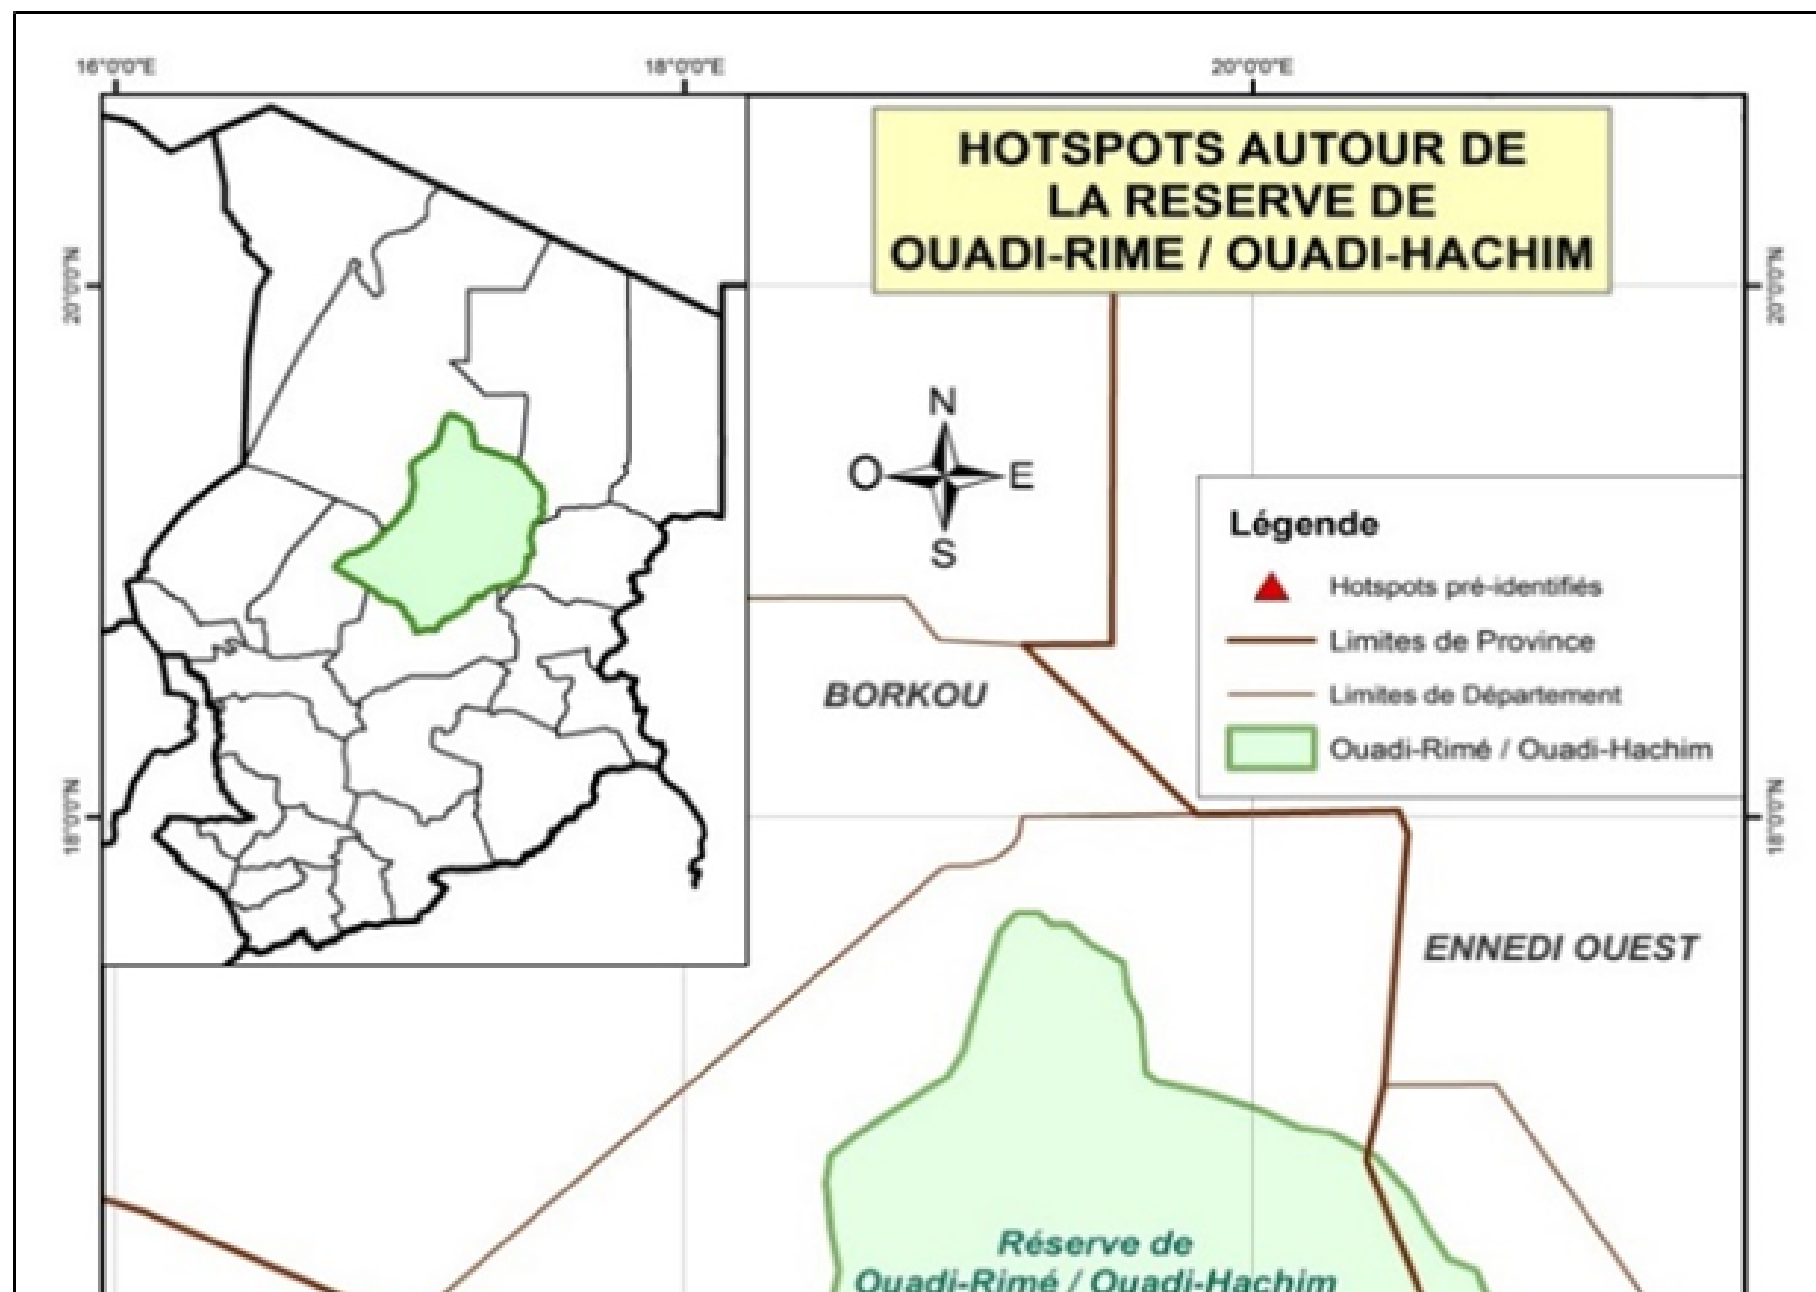 16°0'0"E 18°0'0"E 20°0'0"E
HOTSPOTS AUTOUR DE
LA RESERVE DE
OUADI-RIME / OUADI-HACHIM
20°0'0"N 20°0'0"N
N
O E
S
Légende
Hotspots pré-identifiés
Limites de Province
Limites de Département
Ouadi-Rimé / Ouadi-Hachim
BORKOU
18°0'0"N 18°0'0"N
ENNEDI OUEST
Réserve de
Ouadi-Rimé / Ouadi-Hachim